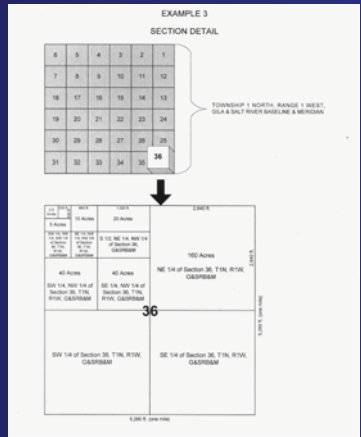 EXAMPLE 3
SECTION DETAIL
6 5 4 3 2 1
7 8 9 10 11 12
18 17 16 15 14 13
19 20 21 22 23 24
30 29 28 27 26 25
31 32 33 34 35 36
TOWNSHIP 1 NORTH, RANGE 1 WEST,
GILA & SALT RIVER BASELINE & MERIDIAN
2,640 ft.
5 Acres
10 Acres
20 Acres
S 1/2, NE 1/4, NW 1/4
of Section 36,
G&SRB&M
40 Acres
SW 1/4, NW 1/4 of
Section 36, T1N,
R1W, G&SRB&M
40 Acres
SE 1/4, NW 1/4 of
Section 36, T1N,
R1W, G&SRB&M
160 Acres
NE 1/4 of Section 36, T1N, R1W,
G&SRB&M
2,640 ft.
5,280 ft. (one mile)
36
SW 1/4 of Section 36, T1N, R1W,
G&SRB&M
SE 1/4 of Section 36, T1N, R1W,
G&SRB&M
5,280 ft. (one mile)